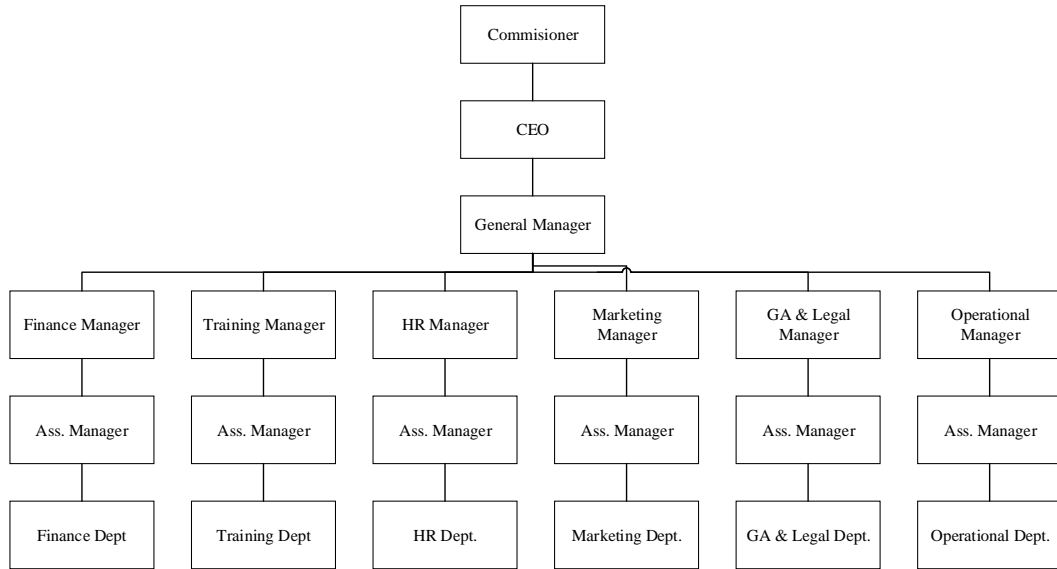 Commisioner
CEO
General Manager
Finance Manager
Training Manager
HR Manager
Marketing
Manager
GA & Legal
Manager
Operational
Manager
Ass. Manager
Ass. Manager
Ass. Manager
Ass. Manager
Ass. Manager
Ass. Manager
Finance Dept
Training Dept
HR Dept.
Marketing Dept.
GA & Legal Dept.
Operational Dept.